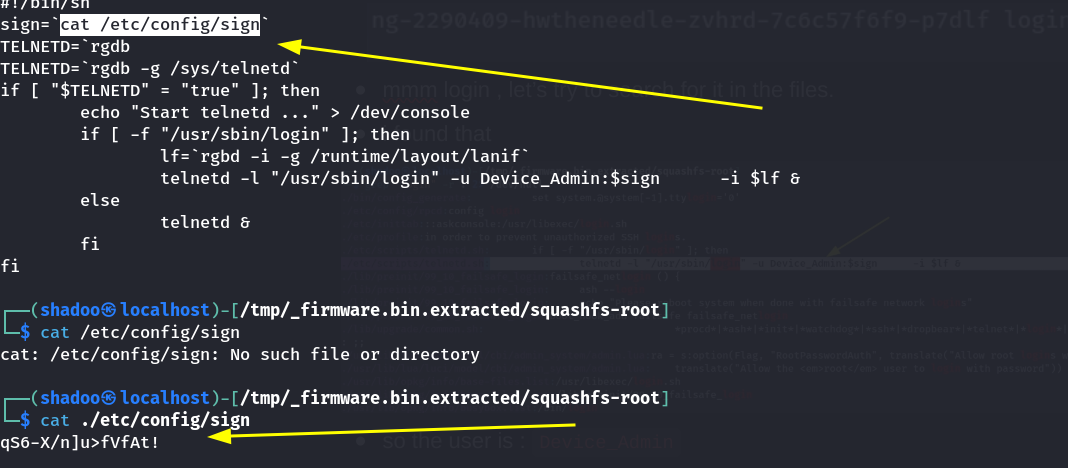 #!/bin/sh
sign=`cat /etc/config/sign`
TELNETD=`rgdb
TELNETD=`rgdb -g /sys/telnetd`
if [ "$TELNETD" = "true" ]; then
        echo "Start telnetd ..." > /dev/console
        if [ -f "/usr/sbin/login" ]; then
                lf=`rgbd -i -g /runtime/layout/lanif`
                telnetd -l "/usr/sbin/login" -u Device_Admin:$sign      -i $lf &
        else
                telnetd &
        fi
fi
┌──(shadoo㉿localhost)-[/tmp/_firmware.bin.extracted/squashfs-root]
└─$ cat /etc/config/sign
cat: /etc/config/sign: No such file or directory
┌──(shadoo㉿localhost)-[/tmp/_firmware.bin.extracted/squashfs-root]
└─$ cat ./etc/config/sign
qS6-X/n]u>fVfAt!
ng-2290409-hwtheneedle-zvhrd-7c6c57f6f9-p7dlf login
mmm login , let's try to
for it in the files.
so the user is : Device_Admin